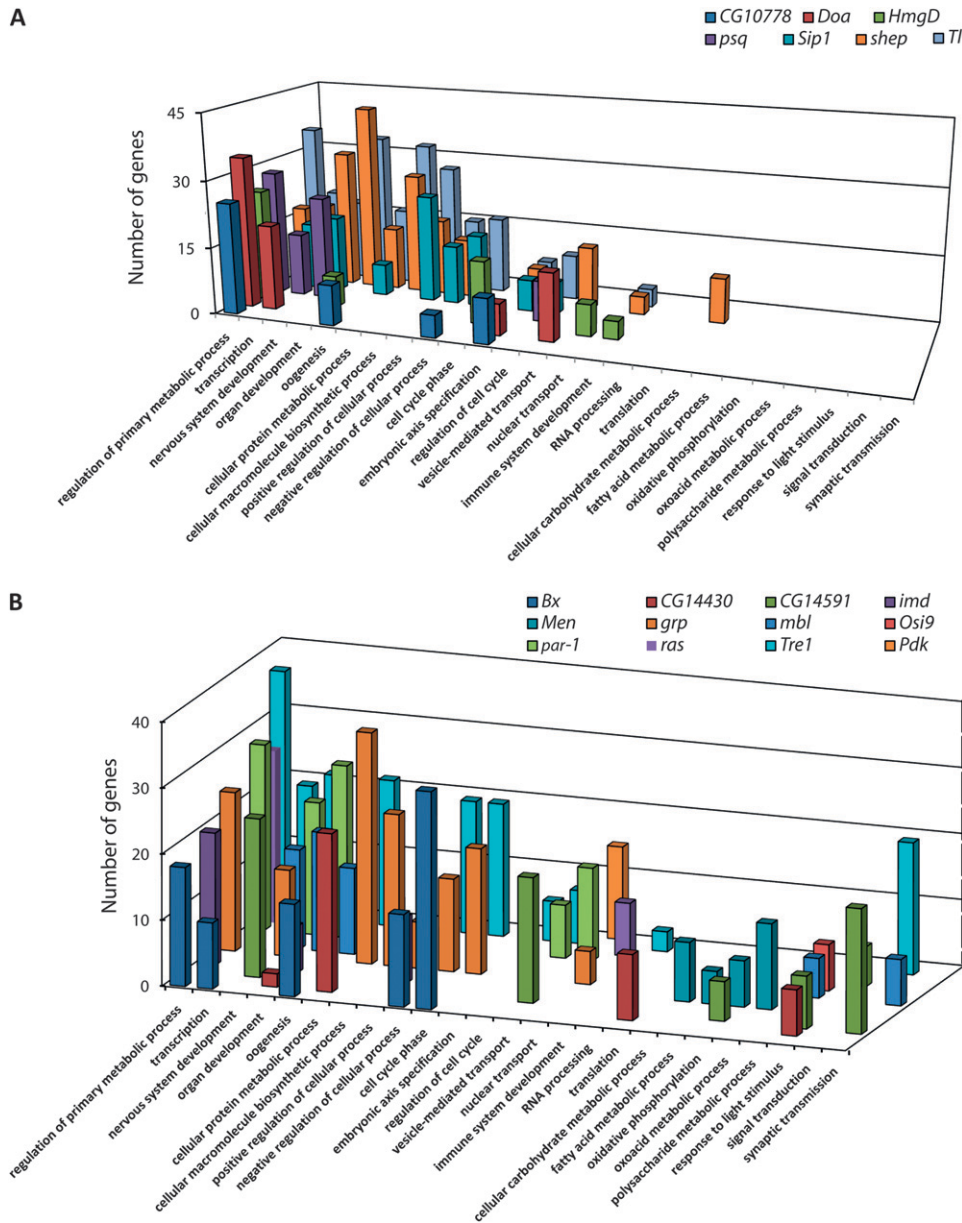 A
CG10778 Doa HmgD
psq Sip1 shep Tl
Number of genes
45
30
15
0
regulation of primary metabolic process
transcription
nervous system development
organ development
oogenesis
cellular protein metabolic process
cellular macromolecule biosynthetic process
positive regulation of cellular process
negative regulation of cellular process
cell cycle phase
embryonic axis specification
regulation of cell cycle
vesicle-mediated transport
nuclear transport
immune system development
RNA processing
translation
cellular carbohydrate metabolic process
fatty acid metabolic process
oxidative phosphorylation
oxoacid metabolic process
polysaccharide metabolic process
response to light stimulus
signal transduction
synaptic transmission
B
Bx CG14430 CG14591 imd
Men grp mbl Osi9
par-1 ras Tre1 Pdk
Number of genes
40
30
20
10
0
regulation of primary metabolic process
transcription
nervous system development
organ development
oogenesis
cellular protein metabolic process
cellular macromolecule biosynthetic process
positive regulation of cellular process
negative regulation of cellular process
cell cycle phase
embryonic axis specification
regulation of cell cycle
vesicle-mediated transport
nuclear transport
immune system development
RNA processing
translation
cellular carbohydrate metabolic process
fatty acid metabolic process
oxidative phosphorylation
oxoacid metabolic process
polysaccharide metabolic process
response to light stimulus
signal transduction
synaptic transmission